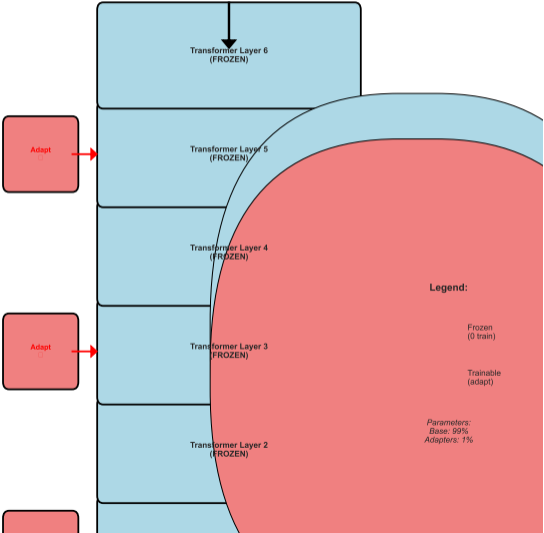 Transformer Layer 6
(FROZEN)
Adapt
Transformer Layer 5
(FROZEN)
Transformer Layer 4
(FROZEN)
Legend:
Frozen
(0 train)
Adapt
Transformer Layer 3
(FROZEN)
Trainable
(adapt)
Parameters:
Base: 99%
Adapters: 1%
Transformer Layer 2
(FROZEN)